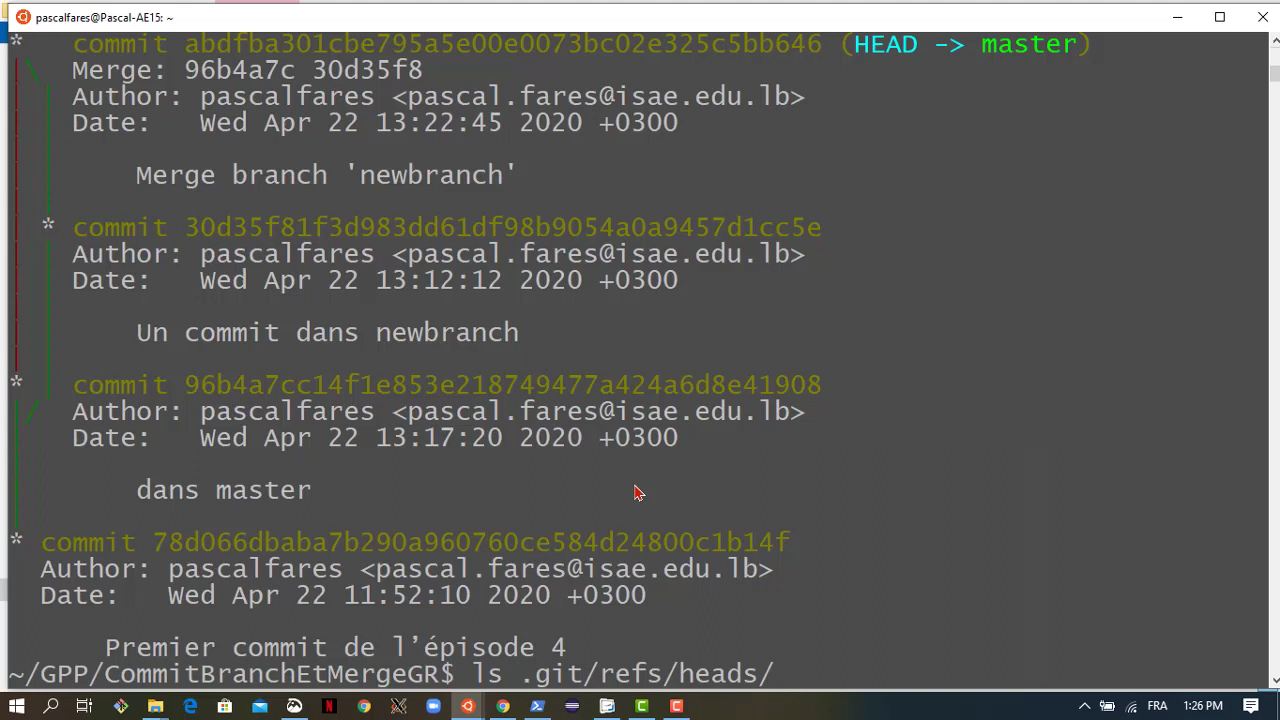 pascalfares@Pascal-AE15: ~
* commit abdfba301cbe795a5e00e0073bc02e325c5bb646 (HEAD -> master)
Merge: 96b4a7c 30d35f8
Author: pascalfares <pascal.fares@isae.edu.lb>
Date: Wed Apr 22 13:22:45 2020 +0300
Merge branch 'newbranch'
* commit 30d35f81f3d983dd61df98b9054a0a9457d1cc5e
Author: pascalfares <pascal.fares@isae.edu.lb>
Date: Wed Apr 22 13:12:12 2020 +0300
Un commit dans newbranch
* commit 96b4a7cc14f1e853e218749477a424a6d8e41908
Author: pascalfares <pascal.fares@isae.edu.lb>
Date: Wed Apr 22 13:17:20 2020 +0300
dans master
* commit 78d066dbaba7b290a960760ce584d24800c1b14f
Author: pascalfares <pascal.fares@isae.edu.lb>
Date: Wed Apr 22 11:52:10 2020 +0300
Premier commit de l’épisode 4
~/GPP/CommitBranchEtMergeGR$ ls .git/refs/heads/
FRA 1:26 PM